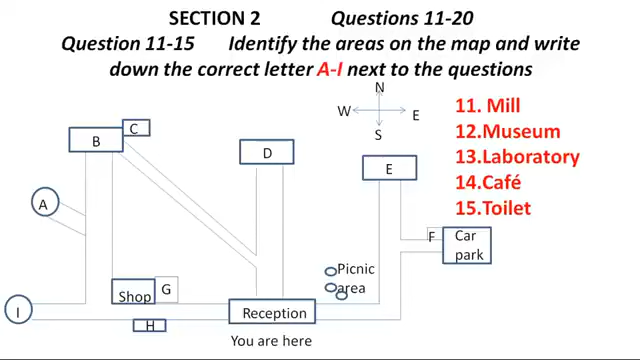 SECTION 2 Questions 11-20
Question 11-15 Identify the areas on the map and write
down the correct letter A-I next to the questions
N
W E
S
11. Mill
12.Museum
13.Laboratory
14.Café
15.Toilet
C
B
D
E
A
F Car
park
Picnic
area
G
Shop
I
H
Reception
You are here